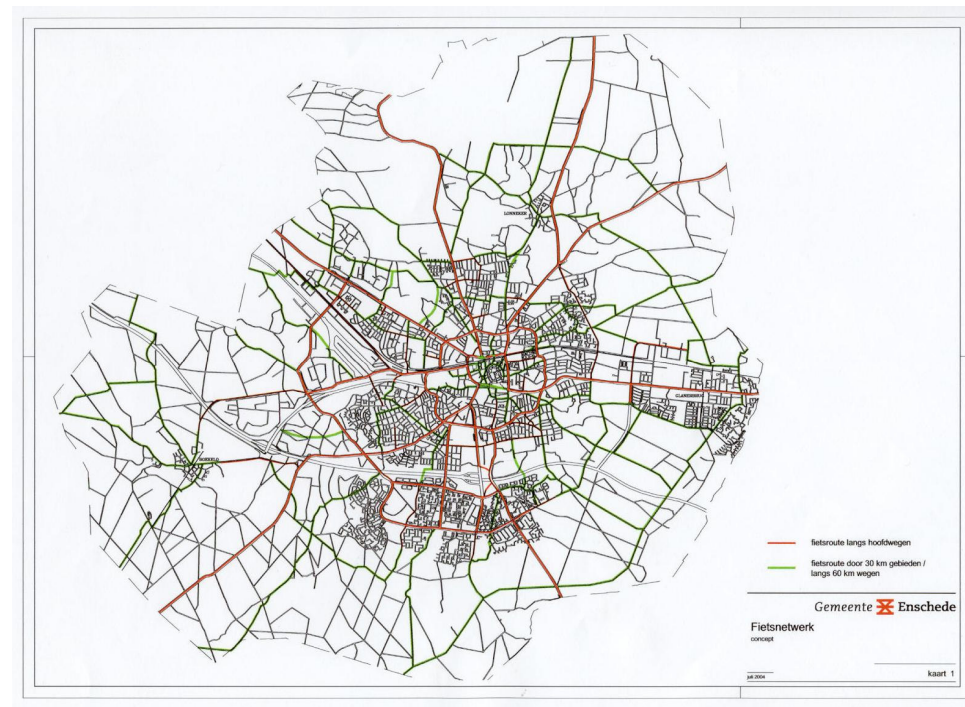 LONNEKER
GLANERBRUG
BOEKELO
fietsroute langs hoofdwegen
fietsroute door 30 km gebieden /
langs 60 km wegen
Gemeente Enschede
Fietsnetwerk
concept
juli 2004
kaart 1